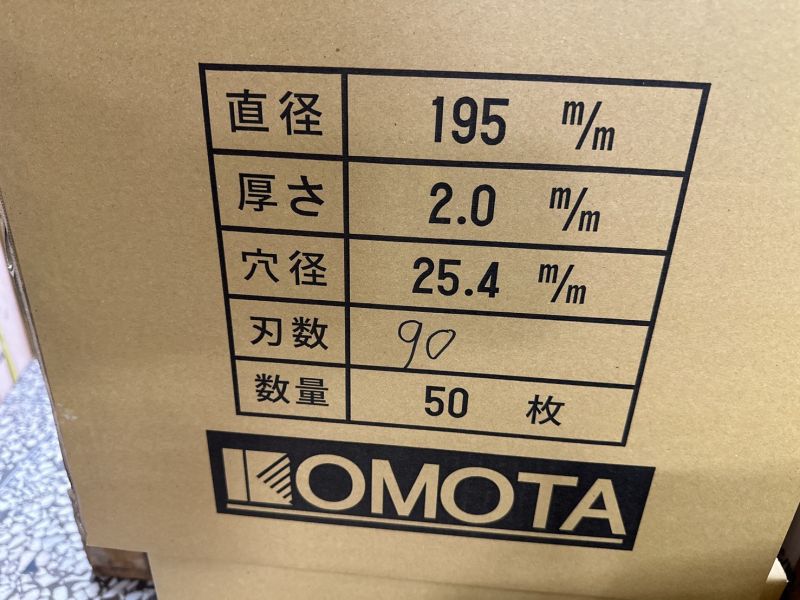 直径 195 m/m
厚さ 2.0 m/m
穴径 25.4 m/m
刃数 90
数量 50 枚
KOMOTA